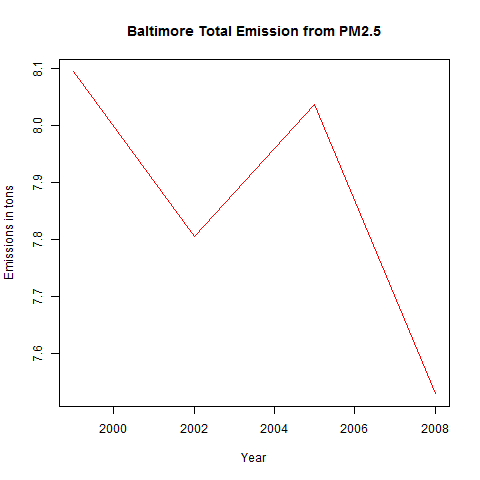 Baltimore Total Emission from PM2.5
Emissions in tons
8.1
8.0
7.9
7.8
7.7
7.6
2000 2002 2004 2006 2008
Year